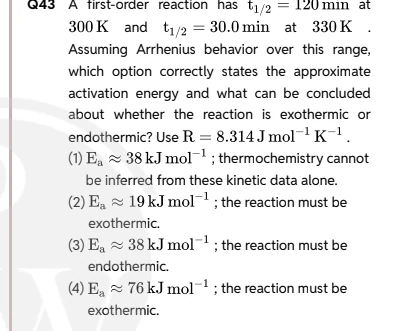 Q43 A first-order reaction has t₁/₂ = 120 min at
300 K and t₁/₂ = 30.0 min at 330 K .
Assuming Arrhenius behavior over this range,
which option correctly states the approximate
activation energy and what can be concluded
about whether the reaction is exothermic or
endothermic? Use R = 8.314 J mol⁻¹ K⁻¹ .
(1) Eₐ ≈ 38 kJ mol⁻¹ ; thermochemistry cannot
be inferred from these kinetic data alone.
(2) Eₐ ≈ 19 kJ mol⁻¹ ; the reaction must be
exothermic.
(3) Eₐ ≈ 38 kJ mol⁻¹ ; the reaction must be
endothermic.
(4) Eₐ ≈ 76 kJ mol⁻¹ ; the reaction must be
exothermic.